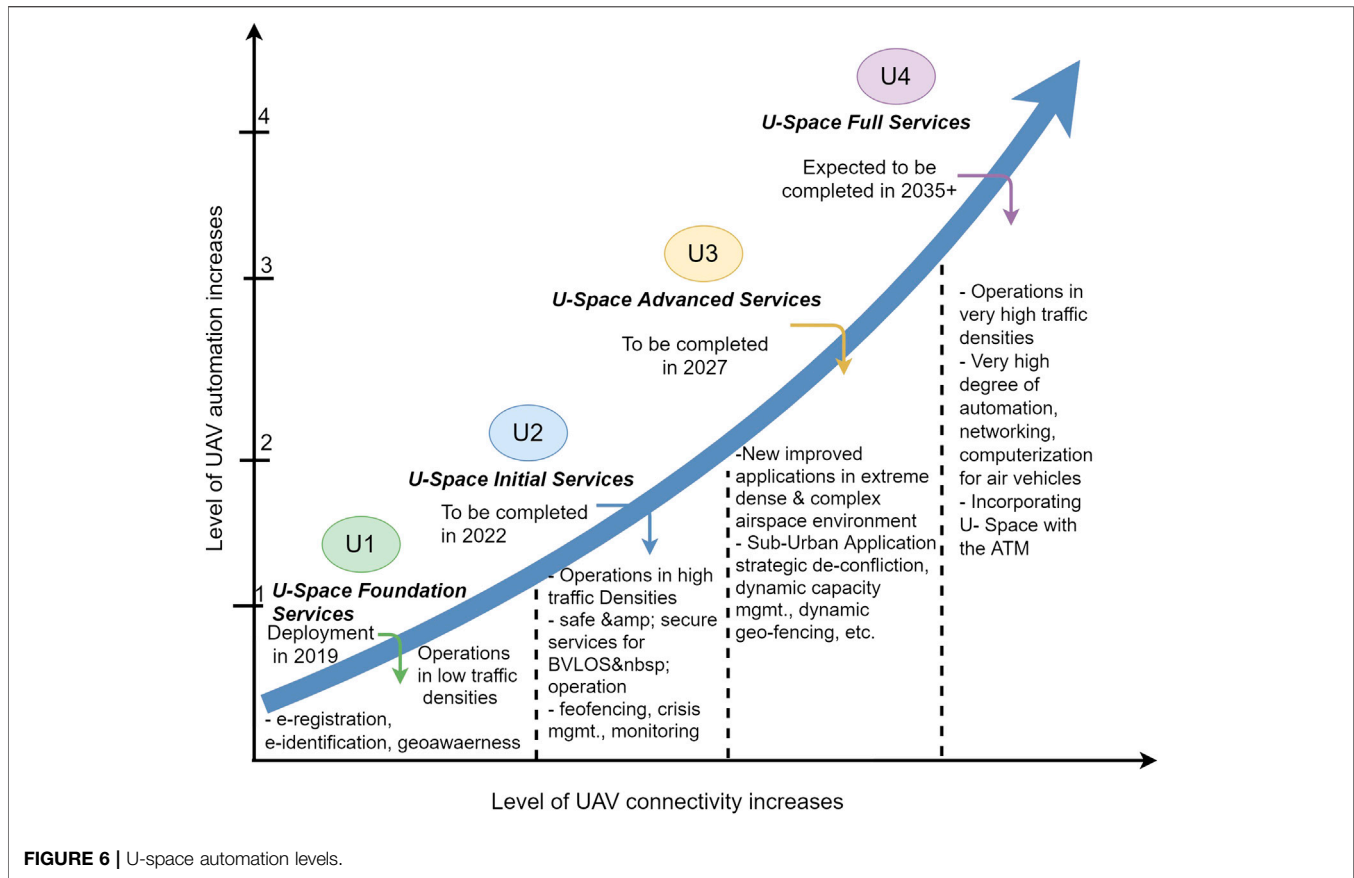 Level of UAV automation increases
4
3
2
1
U4
U-Space Full Services
Expected to be
completed in 2035+
- Operations in
very high traffic
densities
- Very high
degree of
automation,
networking,
computerization
for air vehicles
- Incorporating
U- Space with
the ATM
U3
U-Space Advanced Services
To be completed
in 2027
-New improved
applications in extreme
dense & complex
airspace environment
- Sub-Urban Application
strategic de-confliction,
dynamic capacity
mgmt., dynamic
geo-fencing, etc.
U2
U-Space Initial Services
To be completed
in 2022
- Operations in high
traffic Densities
- safe &amp; secure
services for
BVLOS&nbsp;
operation
- feofencing, crisis
mgmt., monitoring
U1
U-Space Foundation
Services
Deployment
in 2019
Operations
in low traffic
densities
- e-registration,
e-identification, geoawaerness
Level of UAV connectivity increases
FIGURE 6 | U-space automation levels.